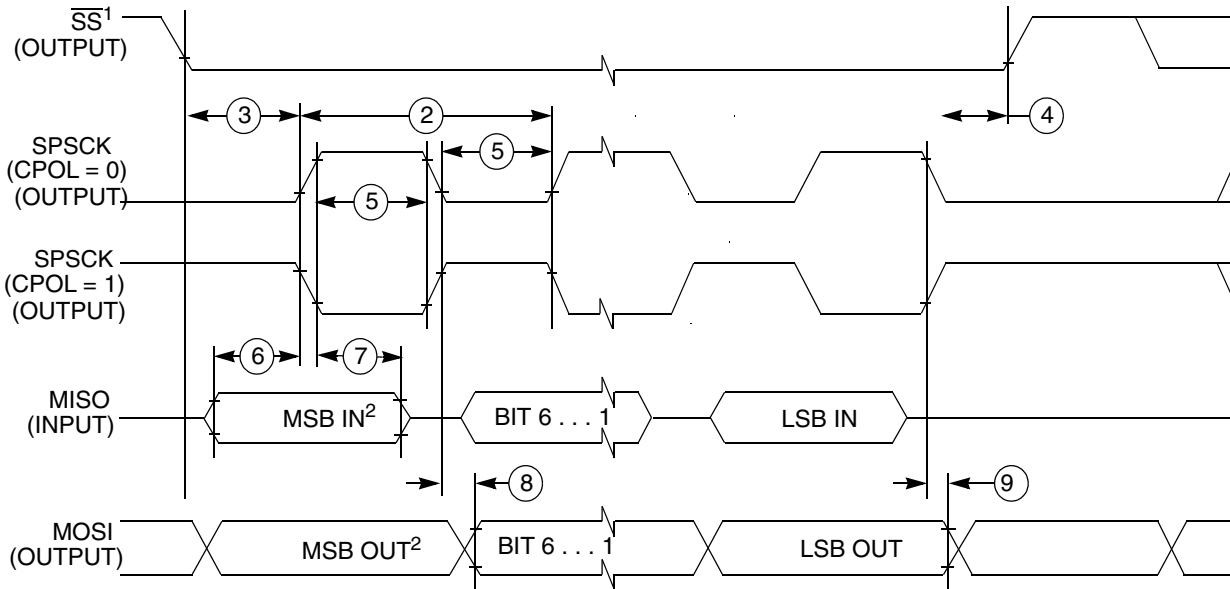 SS¹
(OUTPUT)
3
2
4
SPSCK
(CPOL = 0)
(OUTPUT)
5
5
SPSCK
(CPOL = 1)
(OUTPUT)
6
7
MISO
(INPUT)
MSB IN²
BIT 6 . . . 1
LSB IN
8
9
MOSI
(OUTPUT)
MSB OUT²
BIT 6 . . . 1
LSB OUT